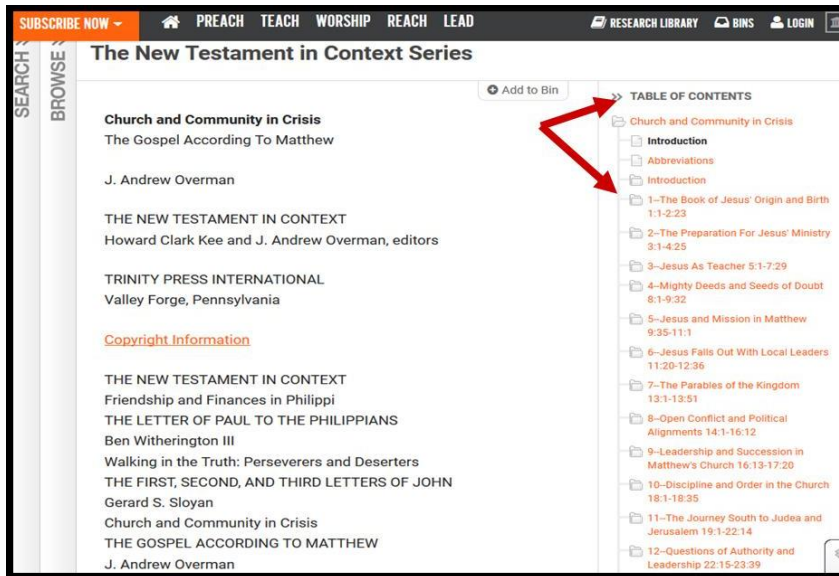 SUBSCRIBE NOW
PREACH TEACH WORSHIP REACH LEAD
RESEARCH LIBRARY BINS LOGIN
SEARCH
BROWSE
The New Testament in Context Series
Add to Bin
Church and Community in Crisis
The Gospel According To Matthew
J. Andrew Overman
THE NEW TESTAMENT IN CONTEXT
Howard Clark Kee and J. Andrew Overman, editors
TRINITY PRESS INTERNATIONAL
Valley Forge, Pennsylvania
Copyright Information
THE NEW TESTAMENT IN CONTEXT
Friendship and Finances in Philippi
THE LETTER OF PAUL TO THE PHILIPPIANS
Ben Witherington III
Walking in the Truth: Perseverers and Deserters
THE FIRST, SECOND, AND THIRD LETTERS OF JOHN
Gerard S. Sloyan
Church and Community in Crisis
THE GOSPEL ACCORDING TO MATTHEW
J. Andrew Overman
>> TABLE OF CONTENTS
Church and Community in Crisis
Introduction
Abbreviations
Introduction
1--The Book of Jesus' Origin and Birth
1:1-2:23
2--The Preparation For Jesus' Ministry
3:1-4:25
3--Jesus As Teacher 5:1-7:29
4--Mighty Deeds and Seeds of Doubt
8:1-9:32
5--Jesus and Mission in Matthew
9:35-11:1
6--Jesus Falls Out With Local Leaders
11:20-12:36
7--The Parables of the Kingdom
13:1-13:51
8--Open Conflict and Political
Alignments 14:1-16:12
9--Leadership and Succession in
Matthew's Church 16:13-17:20
10--Discipline and Order in the Church
18:1-18:35
11--The Journey South to Judea and
Jerusalem 19:1-22:14
12--Questions of Authority and
Leadership 22:15-23:39